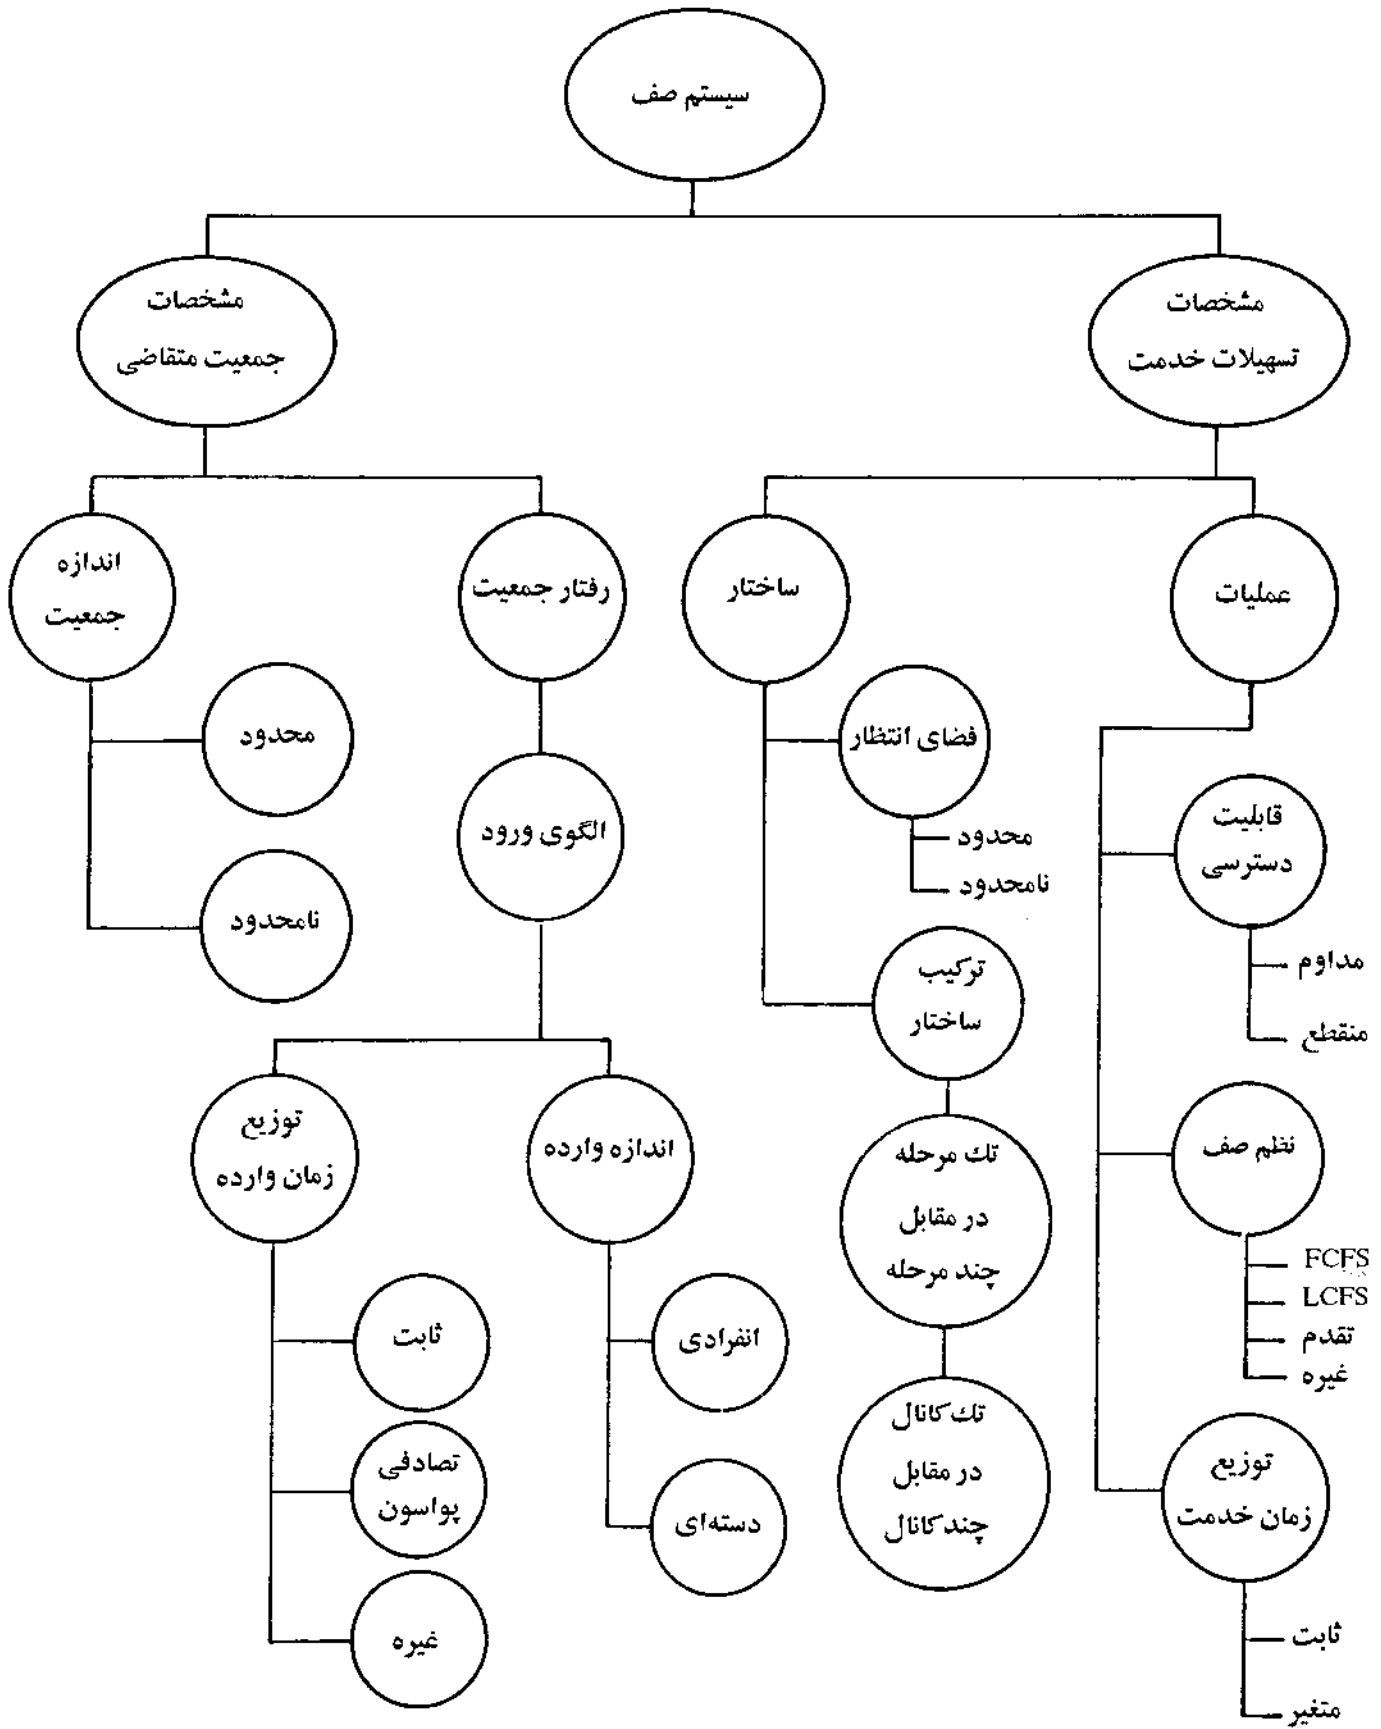 سیستم صف
مشخصات
تسهیلات خدمت
مشخصات
جمعیت متقاضی
عملیات
ساختار
رفتار جمعیت
اندازه
جمعیت
قابلیت
دسترسی
مداوم
منقطع
نظم صف
FCFS
LCFS
تقدم
غیره
توزیع
زمان خدمت
ثابت
متغیر
فضای انتظار
محدود
نامحدود
ترکیب
ساختار
تك مرحله
در مقابل
چند مرحله
تك کانال
در مقابل
چند کانال
الگوی ورود
اندازه وارده
انفرادی
دسته‌ای
توزیع
زمان وارده
ثابت
تصادفی
پواسون
غیره
محدود
نامحدود